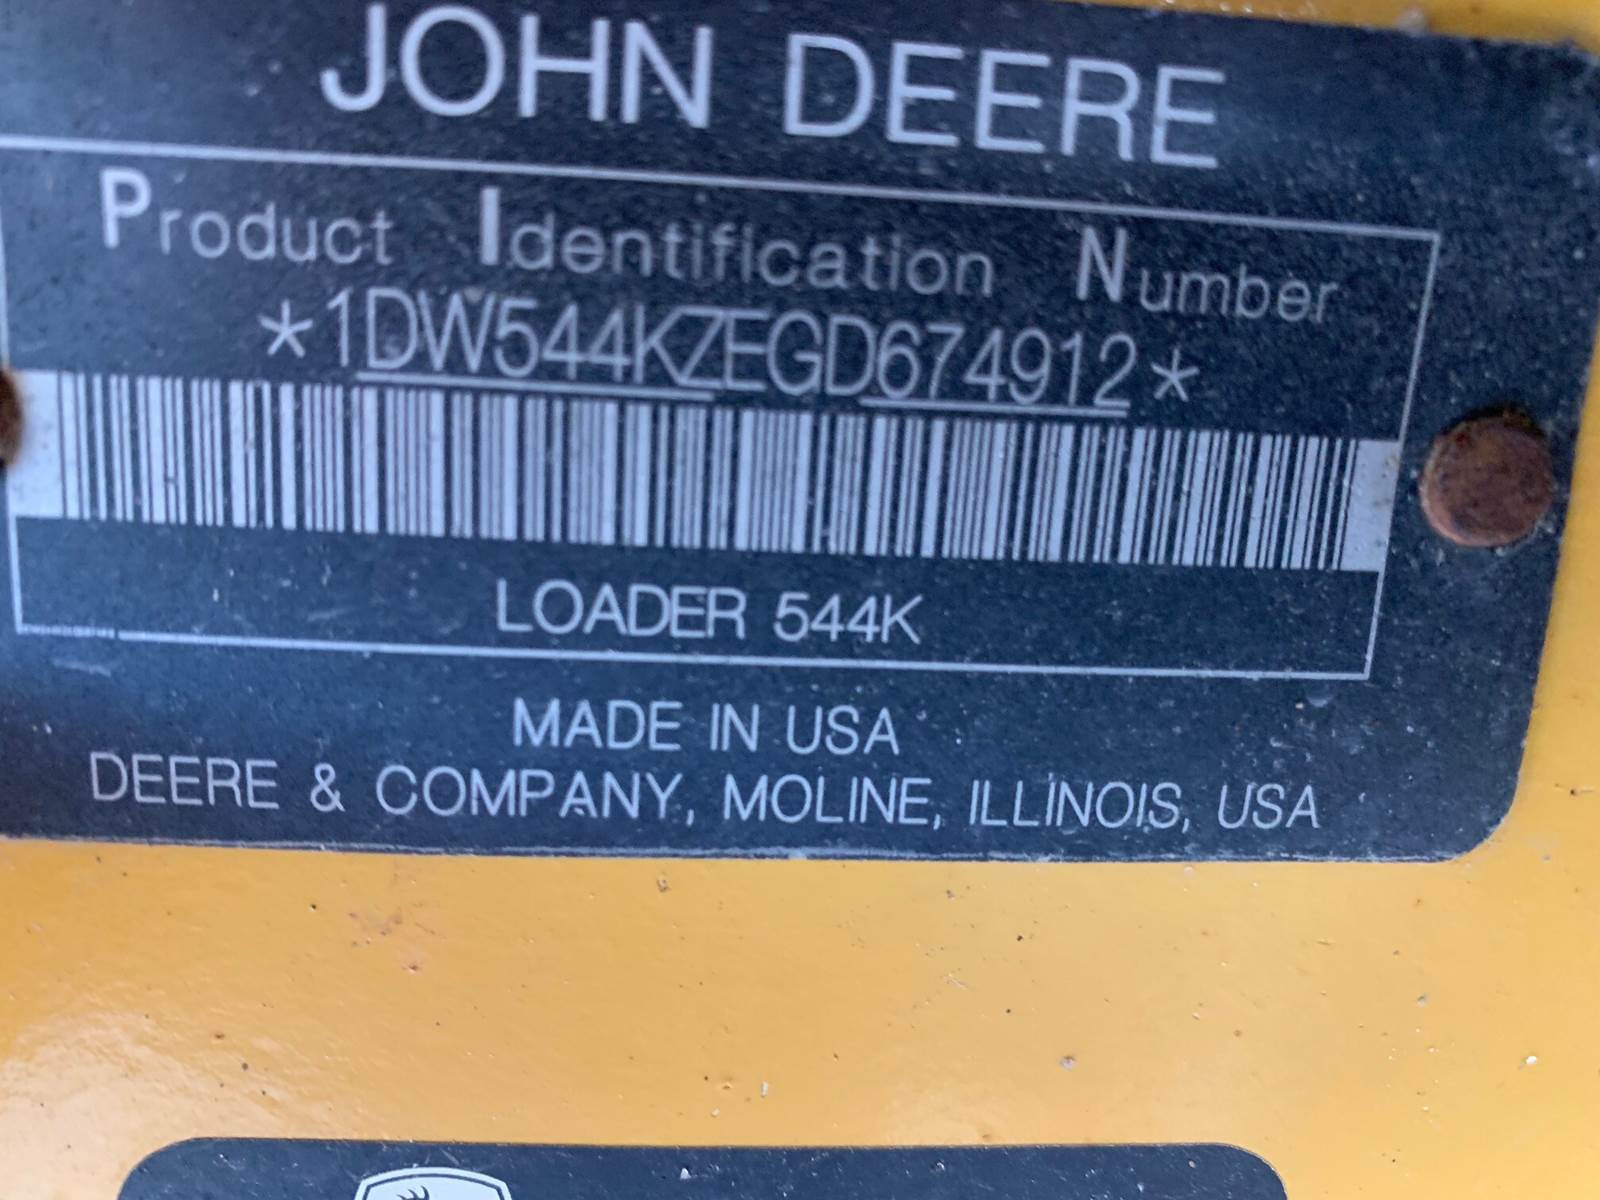 JOHN DEERE
Product Identification Number
*1DW544KZEGD674912*
LOADER 544K
MADE IN USA
DEERE & COMPANY, MOLINE, ILLINOIS, USA